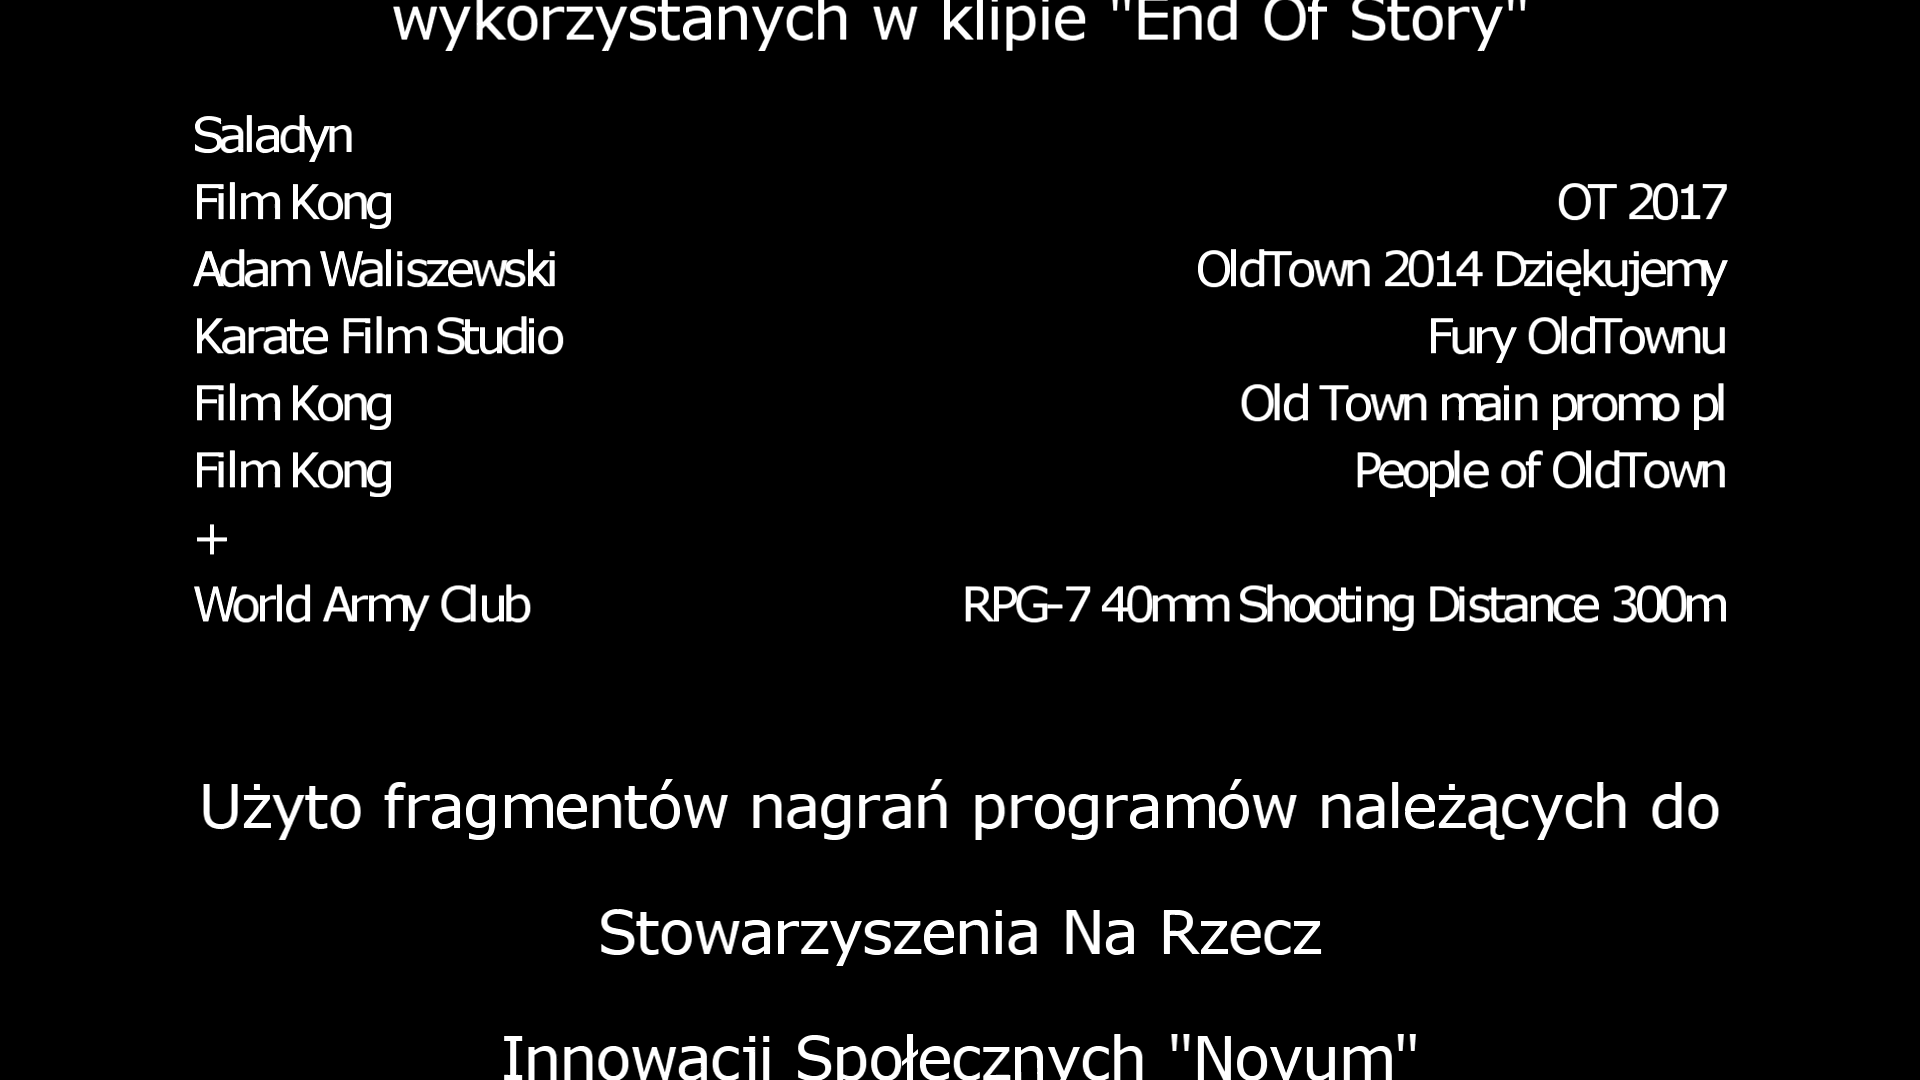 wykorzystanych w klipie "End Of Story"
Saladyn
Film Kong OT 2017
Adam Waliszewski OldTown 2014 Dziękujemy
Karate Film Studio Fury OldTownu
Film Kong Old Town main promo pl
Film Kong People of OldTown
+
World Army Club RPG-7 40mm Shooting Distance 300m
Użyto fragmentów nagrań programów należących do
Stowarzyszenia Na Rzecz
Innowacji Społecznych "Novum"